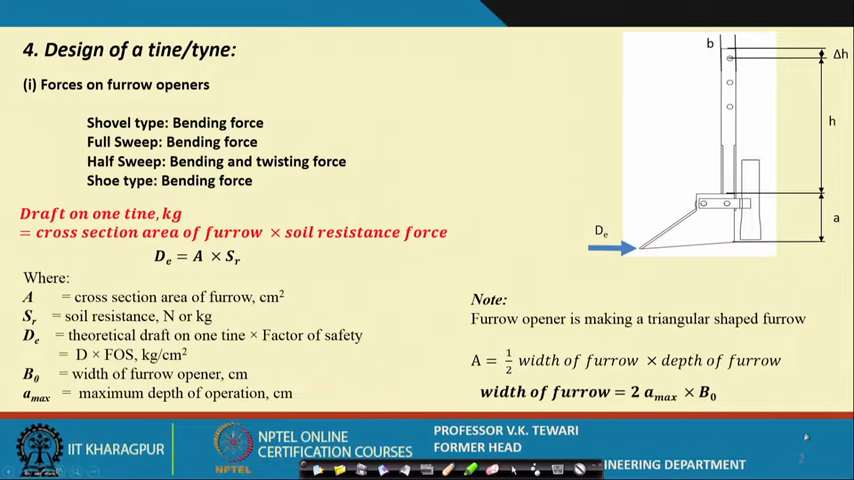 4. Design of a tine/tyne:
(i) Forces on furrow openers
Shovel type: Bending force
Full Sweep: Bending force
Half Sweep: Bending and twisting force
Shoe type: Bending force
Draft on one tine, kg
= cross section area of furrow × soil resistance force
Dₑ = A × Sᵣ
Where:
A = cross section area of furrow, cm²
Sᵣ = soil resistance, N or kg
Dₑ = theoretical draft on one tine × Factor of safety
= D × FOS, kg/cm²
B₀ = width of furrow opener, cm
aₘₐₓ = maximum depth of operation, cm
b
Δh
h
a
Dₑ
Note:
Furrow opener is making a triangular shaped furrow
A = 1/2 width of furrow × depth of furrow
width of furrow = 2 aₘₐₓ × B₀
IIT KHARAGPUR
NPTEL
NPTEL ONLINE
CERTIFICATION COURSES
PROFESSOR V.K. TEWARI
FORMER HEAD
INEERING DEPARTMENT
2